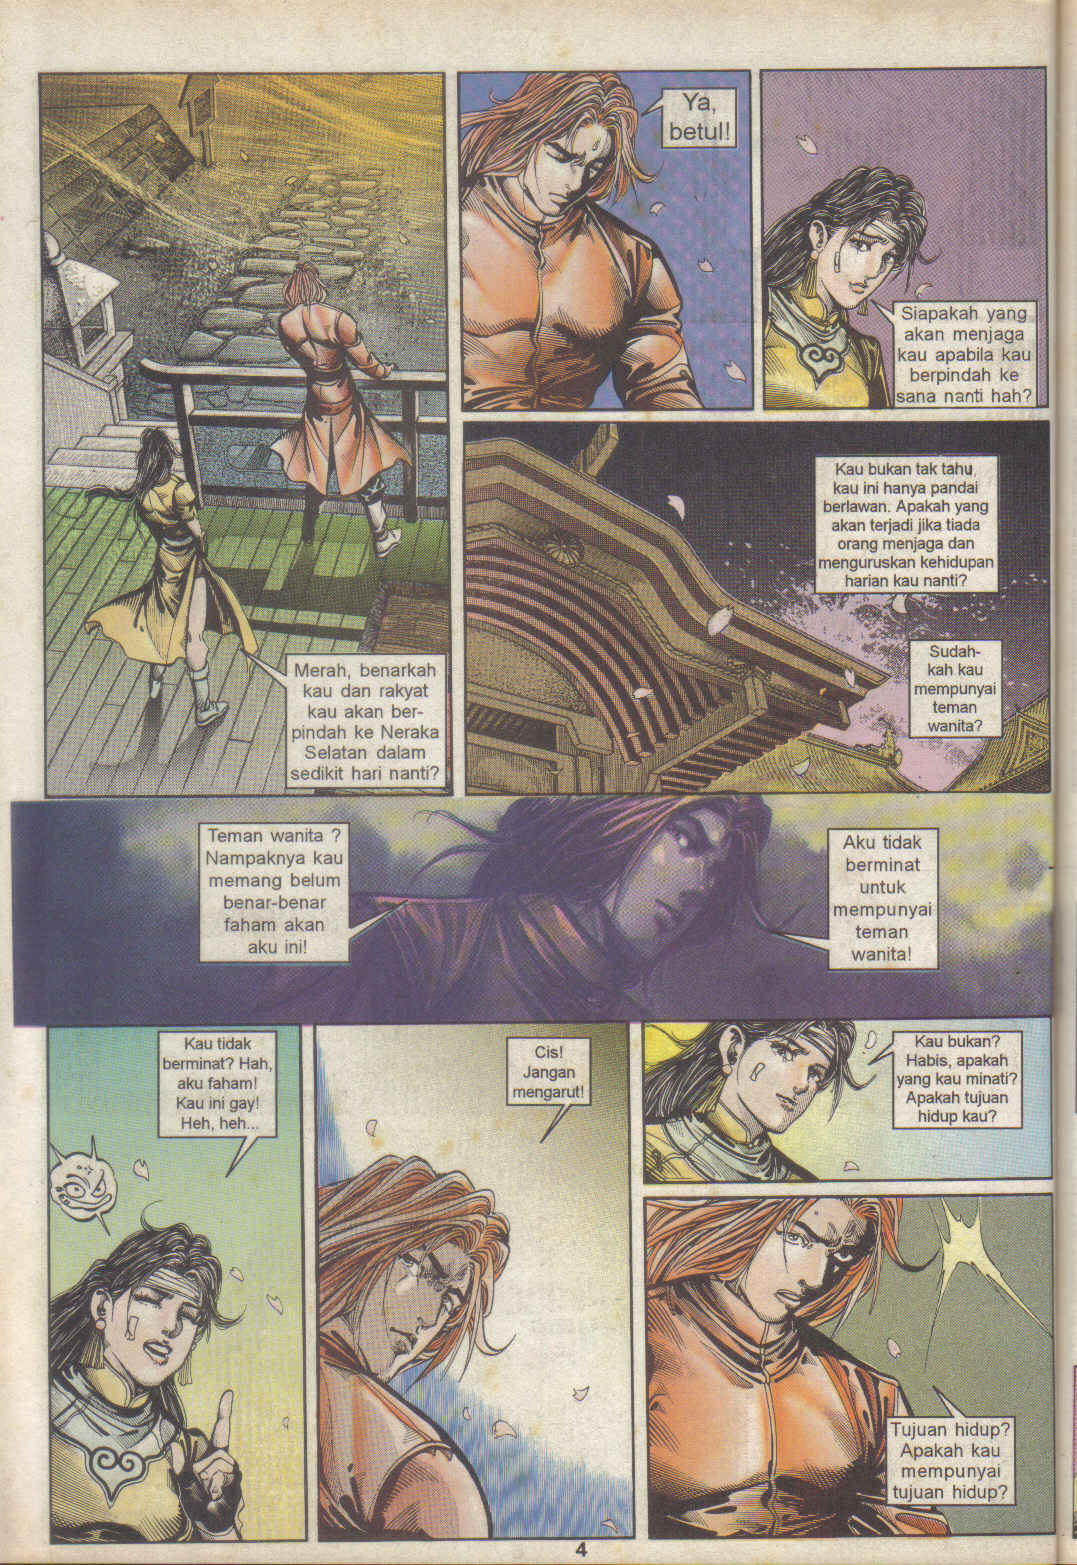 Merah, benarkah
kau dan rakyat
kau akan ber-
pindah ke Neraka
Selatan dalam
sedikit hari nanti?
Ya,
betul!
Siapakah yang
akan menjaga
kau apabila kau
berpindah ke
sana nanti hah?
Kau bukan tak tahu
kau ini hanya pandai
berlawan. Apakah yang
akan terjadi jika tiada
orang menjaga dan
menguruskan kehidupan
harian kau nanti?
Sudah-
kah kau
mempunyai
teman
wanita?
Teman wanita ?
Nampaknya kau
memang belum
benar-benar
faham akan
aku ini!
Aku tidak
berminat
untuk
mempunyai
teman
wanita!
Kau tidak
berminat? Hah,
aku faham!
Kau ini gay!
Heh, heh...
Cis!
Jangan
mengarut!
Kau bukan?
Habis, apakah
yang kau minati?
Apakah tujuan
hidup kau?
Tujuan hidup?
Apakah kau
mempunyai
tujuan hidup?
4